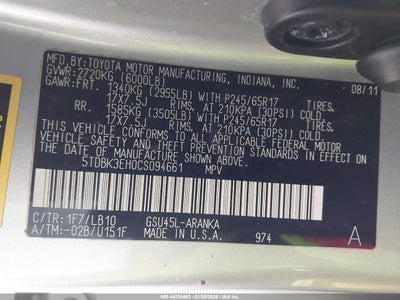 MFD. BY: TOYOTA MOTOR MANUFACTURING, INDIANA, INC.
GVWR: 2720KG (6000LB) 08/11
GAWR: FRT. 1340KG (2955LB) WITH P245/65R17 TIRES,
17X7.5J RIMS, AT 210KPA (30PSI) COLD
RR. 1589KG (3505LB) WITH P245/65R17 TIRES,
17X7.5J RIMS, AT 210KPA (30PSI) COLD
THIS VEHICLE CONFORMS TO ALL APPLICABLE FEDERAL MOTOR
VEHICLE SAFETY AND THEFT PREVENTION STANDARDS IN EFFECT
ON THE DATE OF MANUFACTURE SHOWN ABOVE.
5TDBK3EH0CS094661 MPV
C/TR: 1F7/LB10 GSU45L-ARANKA
A/TM: -02B/U151F MADE IN U.S.A. 974 A